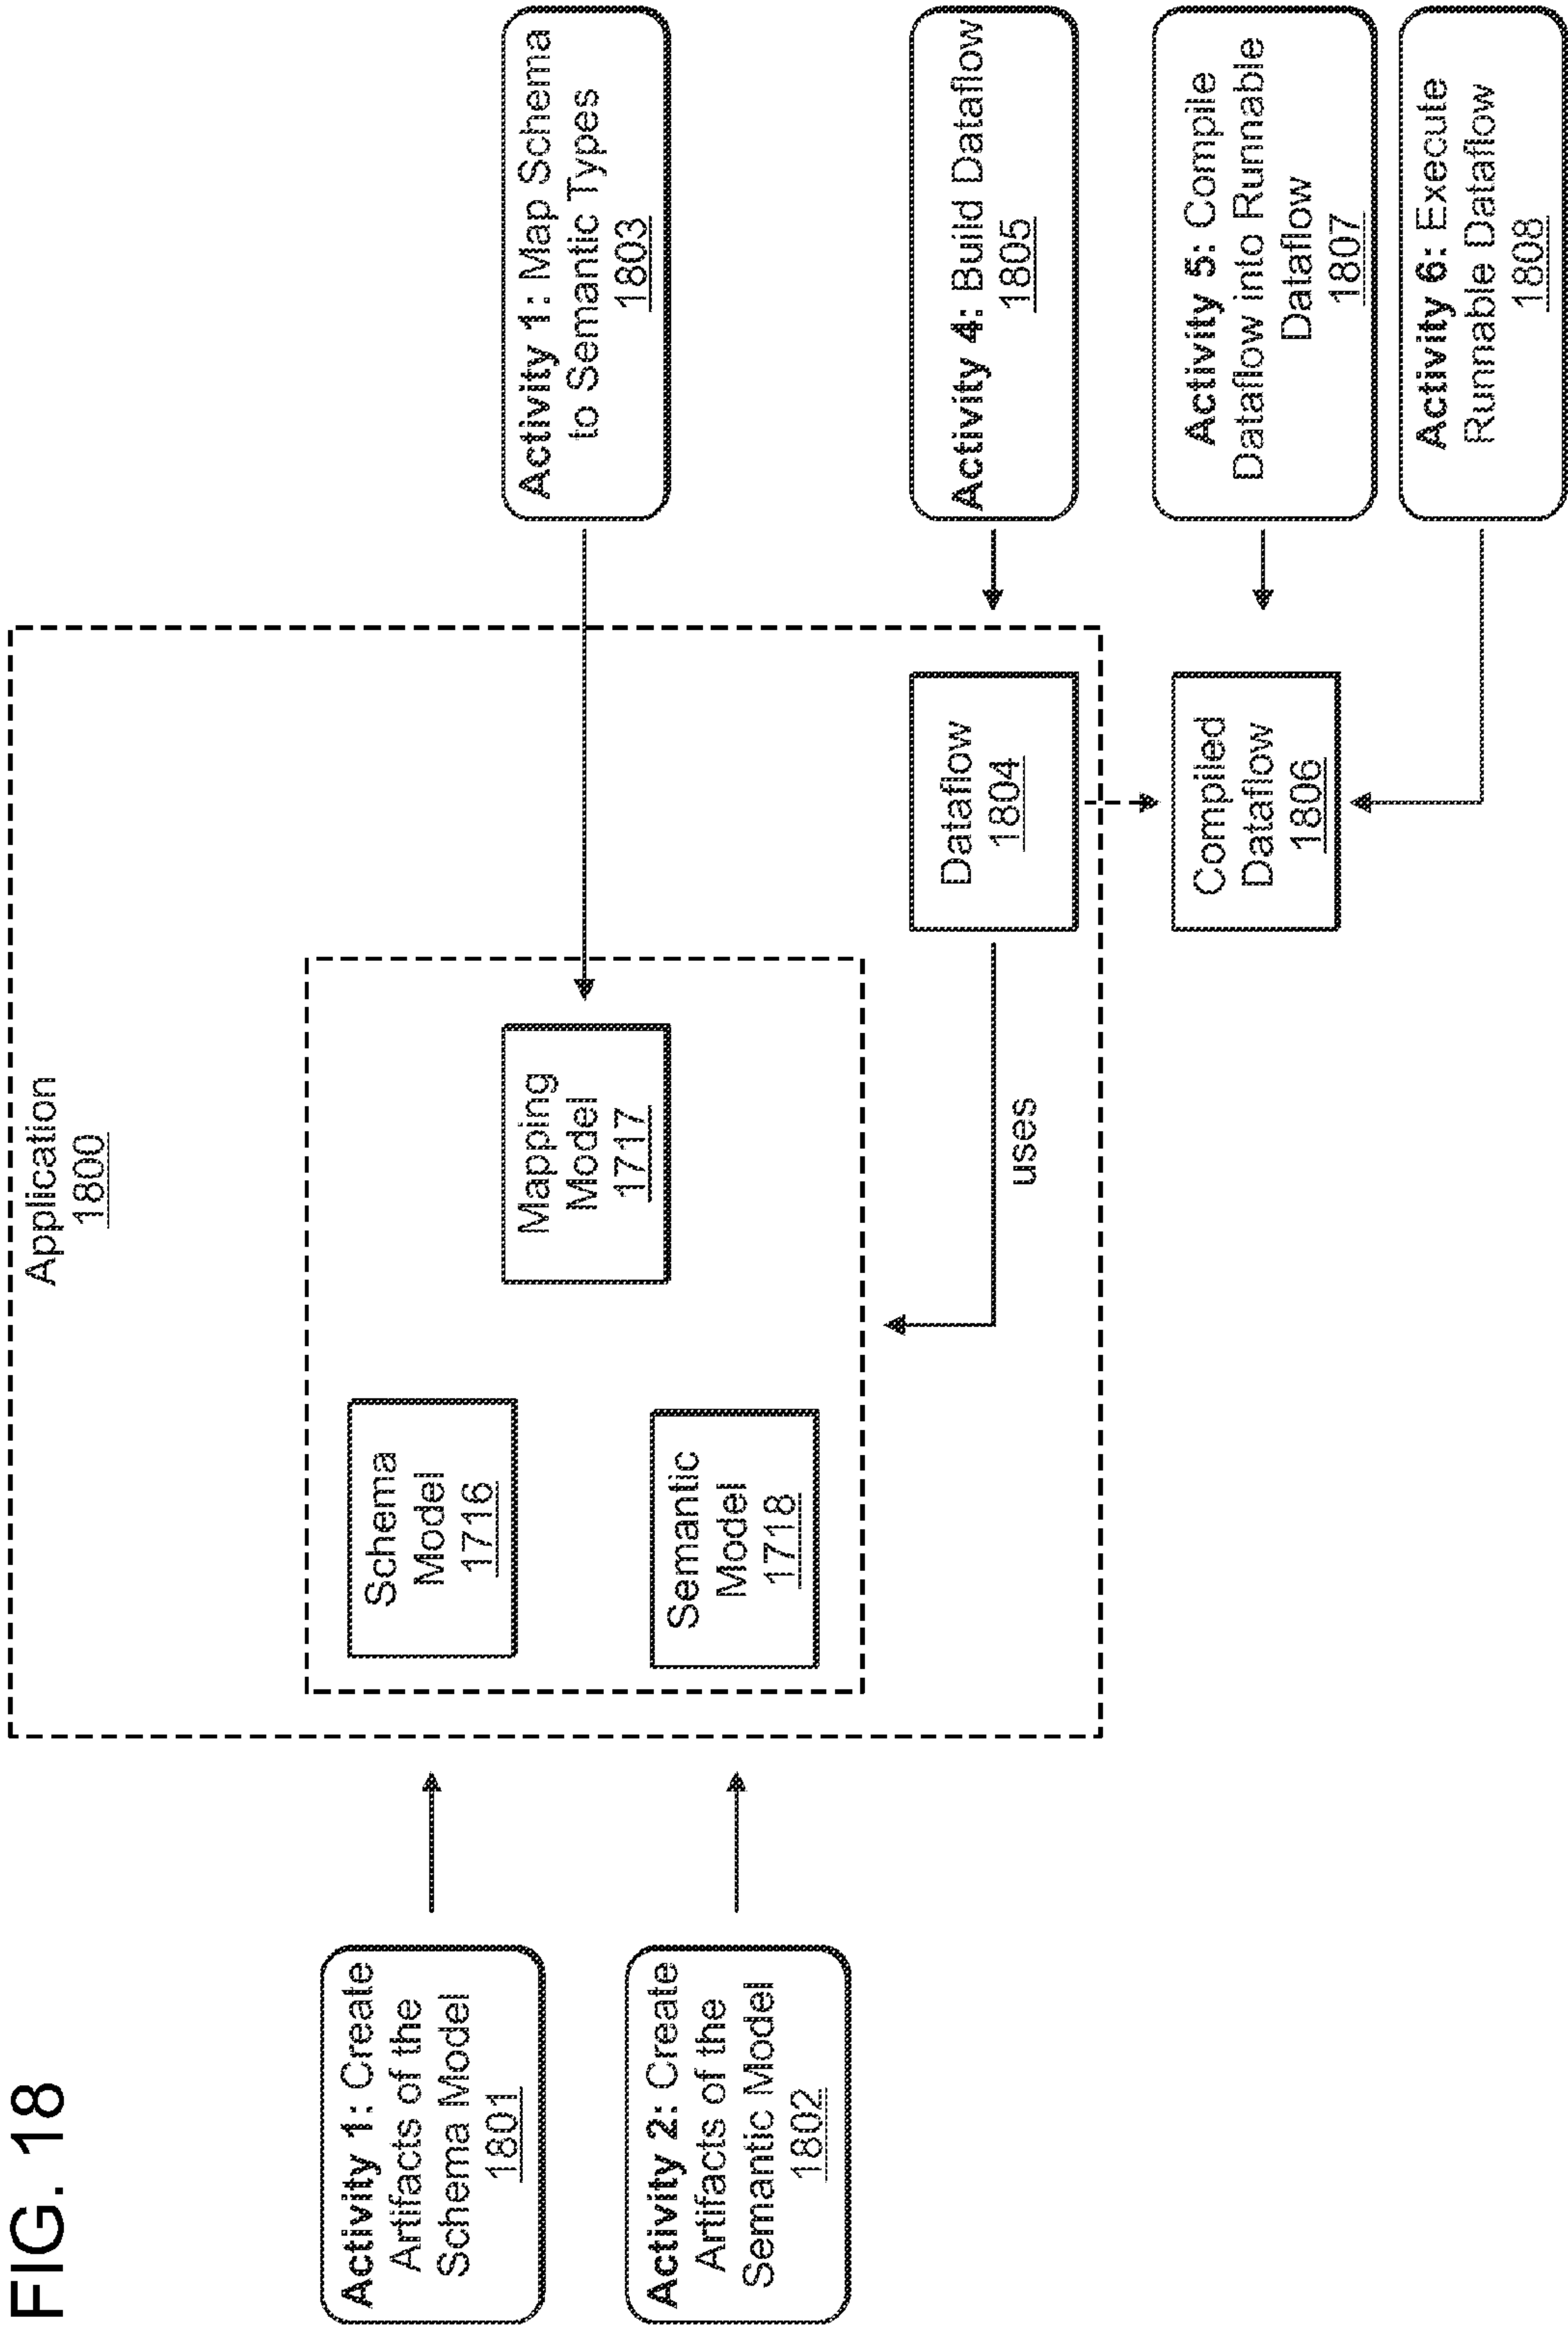 FIG. 18
Application
1800
Activity 1: Create
Artifacts of the
Schema Model
1801
Schema
Model
1716
Mapping
Model
1717
Activity 1: Map Schema
to Semantic Types
1803
Activity 2: Create
Artifacts of the
Semantic Model
1802
Semantic
Model
1718
uses
Dataflow
1804
Activity 4: Build Dataflow
1805
Compiled
Dataflow
1806
Activity 5: Compile
Dataflow into Runnable
Dataflow
1807
Activity 6: Execute
Runnable Dataflow
1808